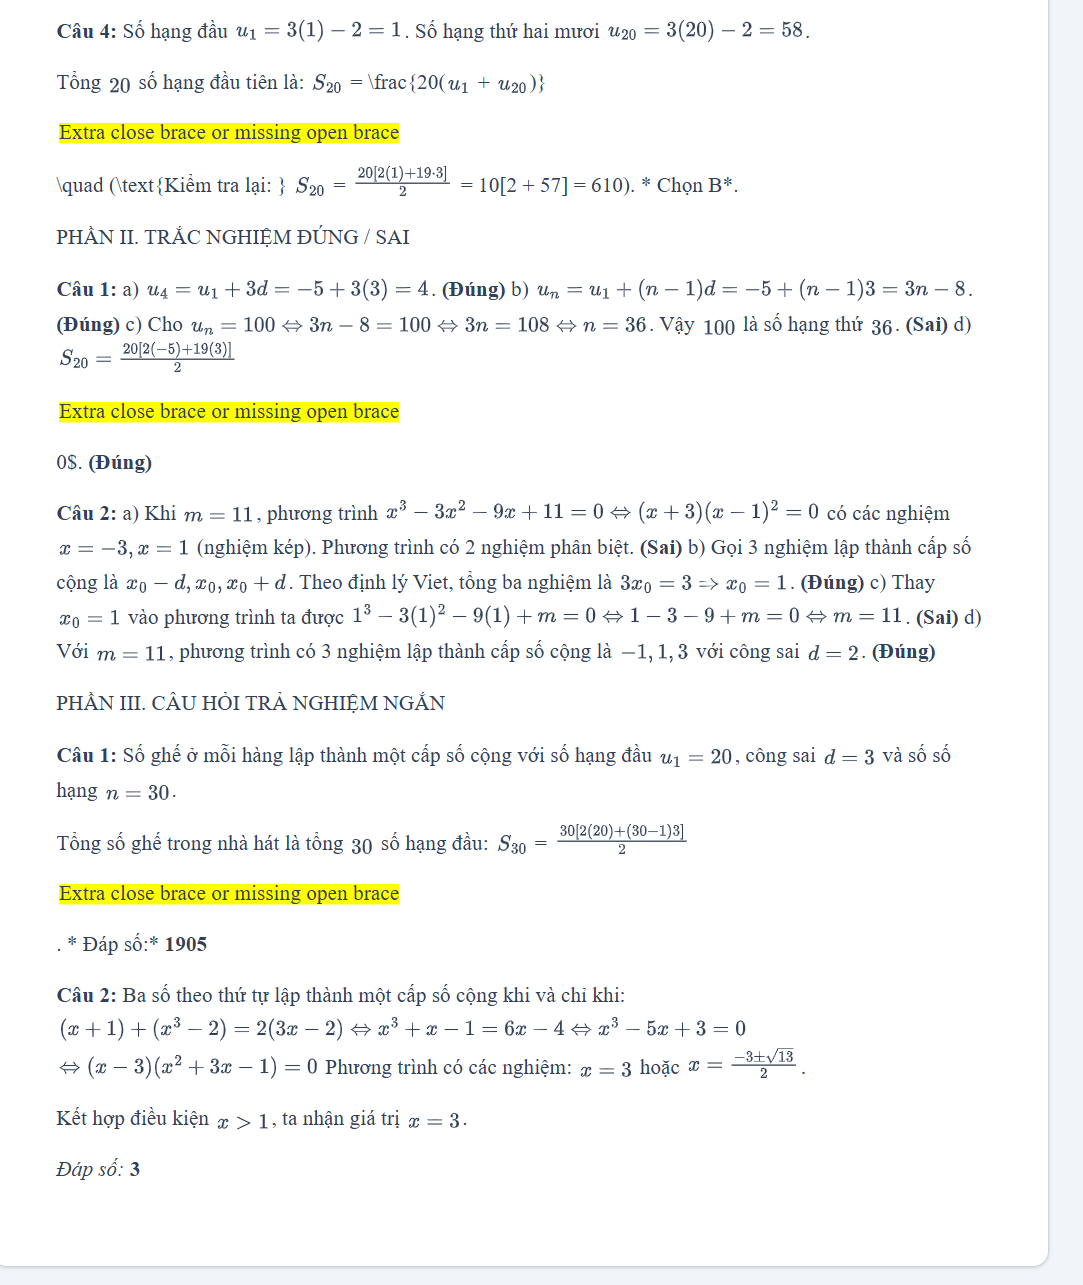 Câu 4: Số hạng đầu u₁ = 3(1) − 2 = 1. Số hạng thứ hai mươi u₂₀ = 3(20) − 2 = 58.
Tổng 20 số hạng đầu tiên là: S₂₀ = \frac{20(u₁ + u₂₀)}
Extra close brace or missing open brace
\quad (\text{Kiểm tra lại: } S₂₀ = 20[2(1)+19·3]/2 = 10[2 + 57] = 610). * Chọn B*.
PHẦN II. TRẮC NGHIỆM ĐÚNG / SAI
Câu 1: a) u₄ = u₁ + 3d = −5 + 3(3) = 4. (Đúng) b) uₙ = u₁ + (n − 1)d = −5 + (n − 1)3 = 3n − 8.
(Đúng) c) Cho uₙ = 100 ⇔ 3n − 8 = 100 ⇔ 3n = 108 ⇔ n = 36. Vậy 100 là số hạng thứ 36. (Sai) d)
S₂₀ = 20[2(−5)+19(3)]/2
Extra close brace or missing open brace
0$. (Đúng)
Câu 2: a) Khi m = 11, phương trình x³ − 3x² − 9x + 11 = 0 ⇔ (x + 3)(x − 1)² = 0 có các nghiệm
x = −3, x = 1 (nghiệm kép). Phương trình có 2 nghiệm phân biệt. (Sai) b) Gọi 3 nghiệm lập thành cấp số
cộng là x₀ − d, x₀, x₀ + d. Theo định lý Viet, tổng ba nghiệm là 3x₀ = 3 => x₀ = 1. (Đúng) c) Thay
x₀ = 1 vào phương trình ta được 1³ − 3(1)² − 9(1) + m = 0 ⇔ 1 − 3 − 9 + m = 0 ⇔ m = 11. (Sai) d)
Với m = 11, phương trình có 3 nghiệm lập thành cấp số cộng là −1, 1, 3 với công sai d = 2. (Đúng)
PHẦN III. CÂU HỎI TRẢ NGHIỆM NGẮN
Câu 1: Số ghế ở mỗi hàng lập thành một cấp số cộng với số hạng đầu u₁ = 20, công sai d = 3 và số số
hạng n = 30.
Tổng số ghế trong nhà hát là tổng 30 số hạng đầu: S₃₀ = 30[2(20)+(30−1)3]/2
Extra close brace or missing open brace
. * Đáp số:* 1905
Câu 2: Ba số theo thứ tự lập thành một cấp số cộng khi và chỉ khi:
(x + 1) + (x³ − 2) = 2(3x − 2) ⇔ x³ + x − 1 = 6x − 4 ⇔ x³ − 5x + 3 = 0
⇔ (x − 3)(x² + 3x − 1) = 0 Phương trình có các nghiệm: x = 3 hoặc x = −3±√13/2.
Kết hợp điều kiện x > 1, ta nhận giá trị x = 3.
Đáp số: 3